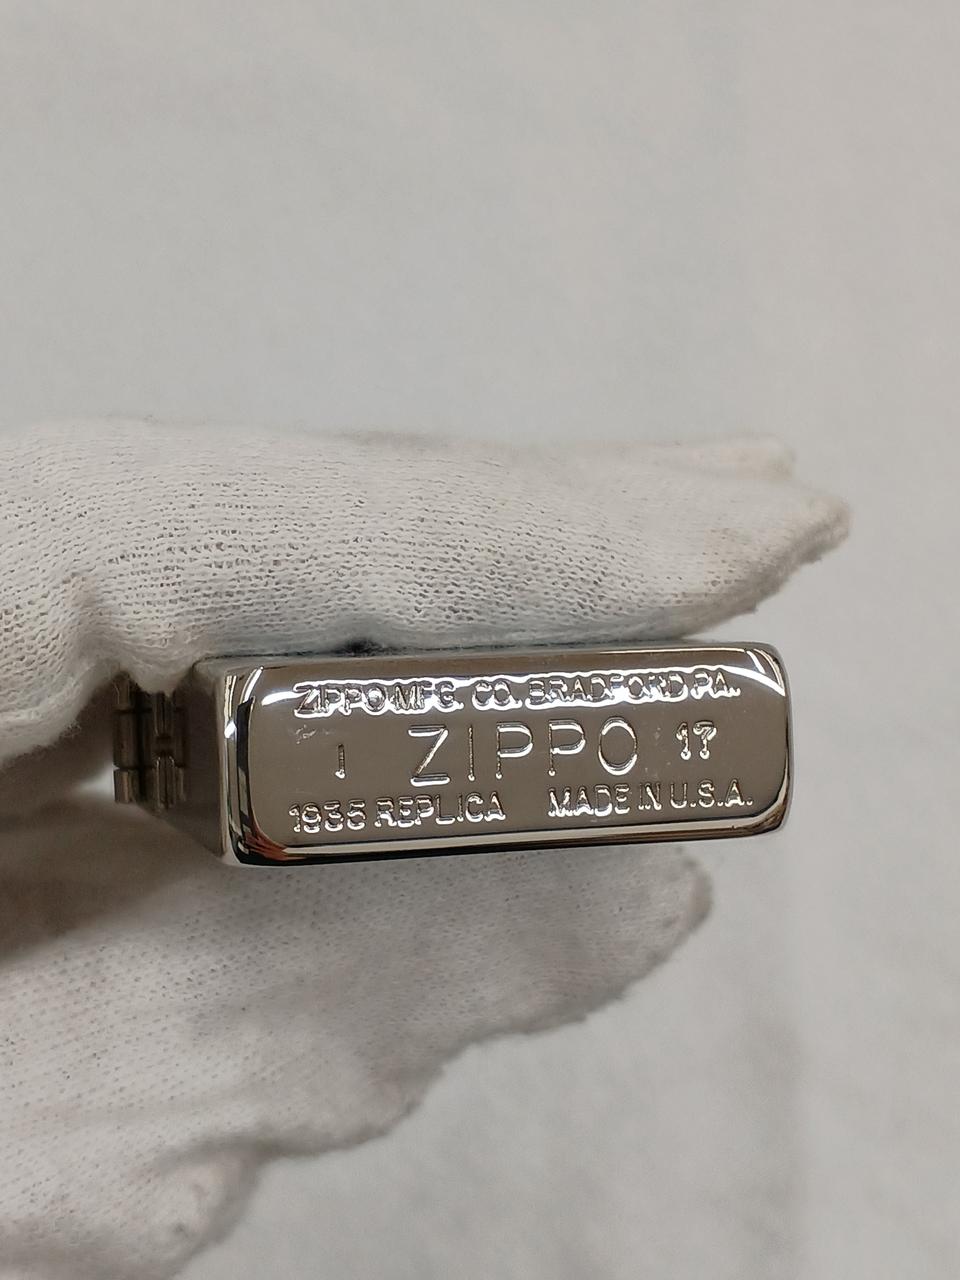 ZIPPO MFG. CO. BRADFORD, PA.
I ZIPPO 17
1935 REPLICA MADE IN U.S.A.